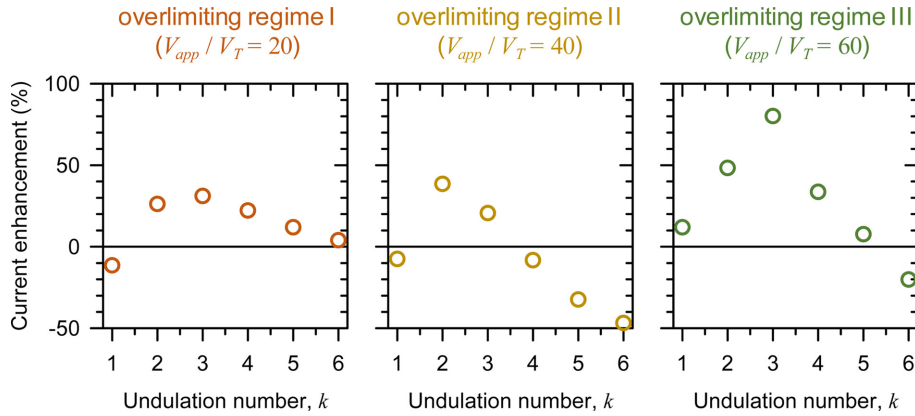 overlimiting regime I
(V_app / V_T = 20)
overlimiting regime II
(V_app / V_T = 40)
overlimiting regime III
(V_app / V_T = 60)
Current enhancement (%)
100
50
0
-50
1 2 3 4 5 6
Undulation number, k
1 2 3 4 5 6
Undulation number, k
1 2 3 4 5 6
Undulation number, k